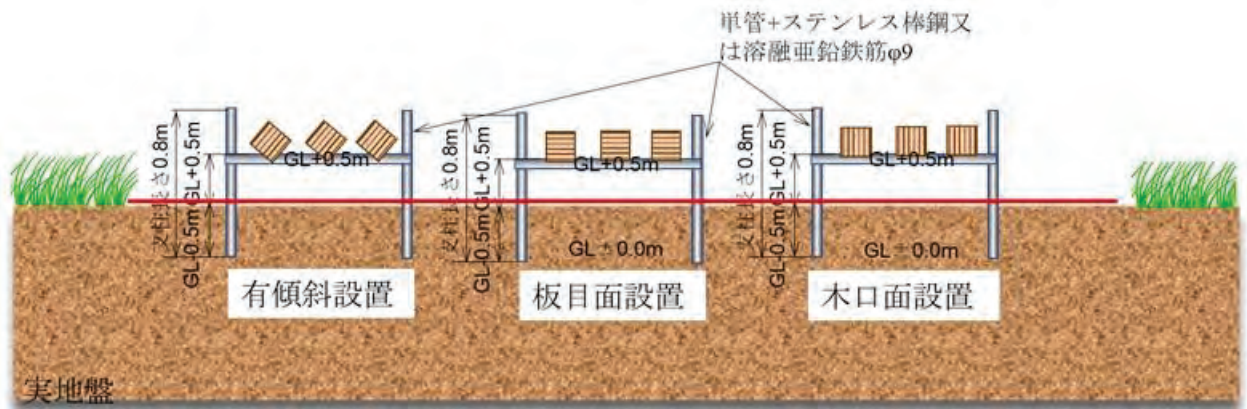 単管+ステンレス棒鋼又
は溶融亜鉛鉄筋φ9
支柱長さ0.8m
GL+0.5m
GL-0.5m
GL+0.5m
支柱長さ0.8m
GL+0.5m
GL-0.5m
GL+0.5m
GL±0.0m
支柱長さ0.8m
GL+0.5m
GL-0.5m
GL+0.5m
GL±0.0m
有傾斜設置
板目面設置
木口面設置
実地盤